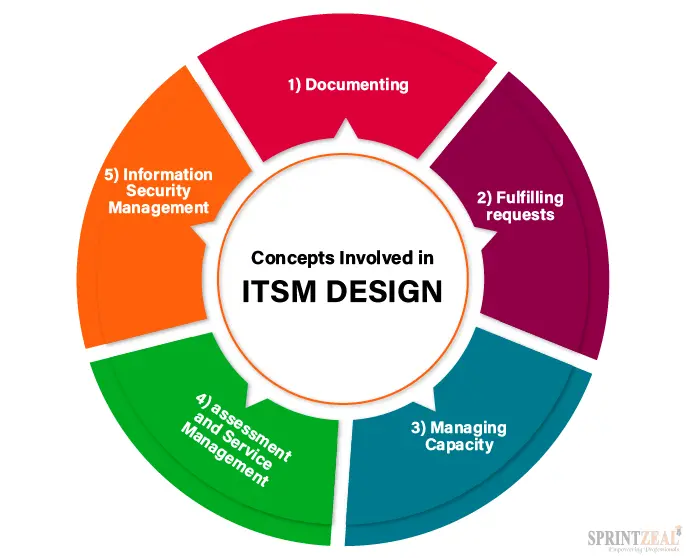 Concepts Involved in
ITSM DESIGN
1) Documenting
2) Fulfilling
requests
3) Managing
Capacity
4) assessment
and Service
Management
5) Information
Security
Management
SPRINTZEAL
Empowering Professionals